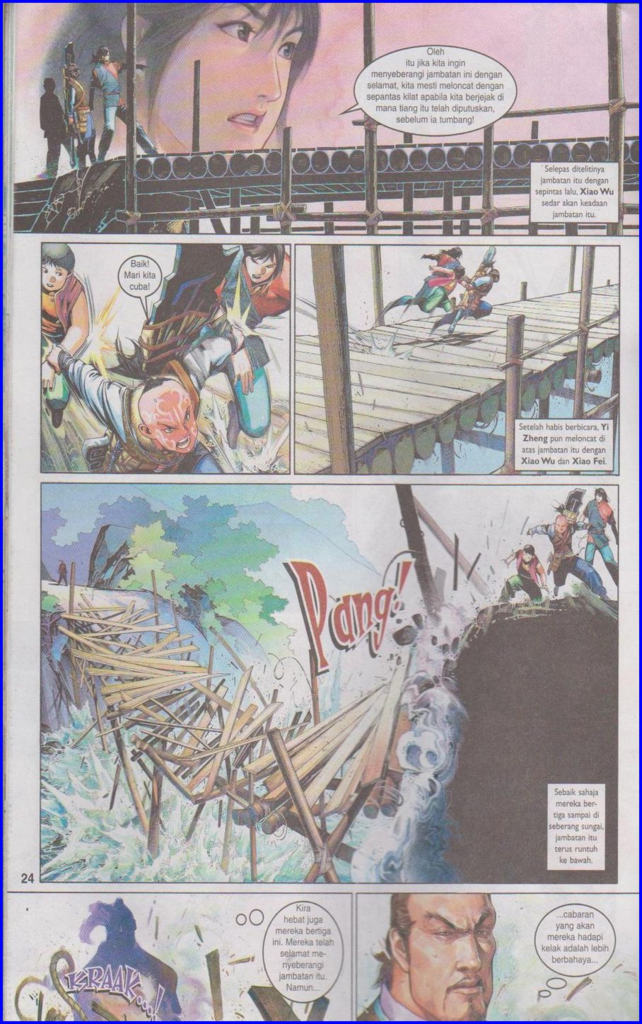 Oleh
itu jika kita ingin
menyeberangi jambatan ini dengan
selamat, kita mesti meloncat dengan
sepantas kilat apabila kita berjejak di
mana tiang itu telah diputuskan,
sebelum ia tumbang!
Selepas ditelitinya
jambatan itu dengan
sepintas lalu, Xiao Wu
sedar akan keadaan
jambatan itu.
Baik!
Mari kita
cuba!
Setelah habis berbicara, Yi
Zheng pun meloncat di
atas jambatan itu dengan
Xiao Wu dan Xiao Fei.
Pang!
Sebaik sahaja
mereka ber-
tiga sampai di
seberang sungai,
jambatan itu
terus runtuh
ke bawah.
24
Kira
hebat juga
mereka bertiga
ini. Mereka telah
selamat me-
nyeberangi
jambatan itu.
Namun...
KRAAK...!
...cabaran
yang akan
mereka hadapi
kelak adalah lebih
berbahaya...